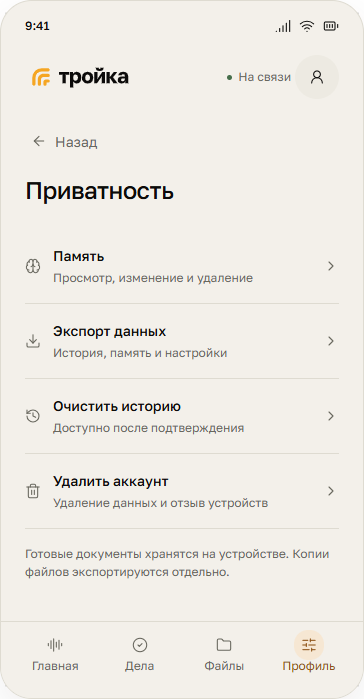 9:41
тройка
На связи
Назад
Приватность
Память
Просмотр, изменение и удаление
Экспорт данных
История, память и настройки
Очистить историю
Доступно после подтверждения
Удалить аккаунт
Удаление данных и отзыв устройств
Готовые документы хранятся на устройстве. Копии
файлов экспортируются отдельно.
Главная
Дела
Файлы
Профиль